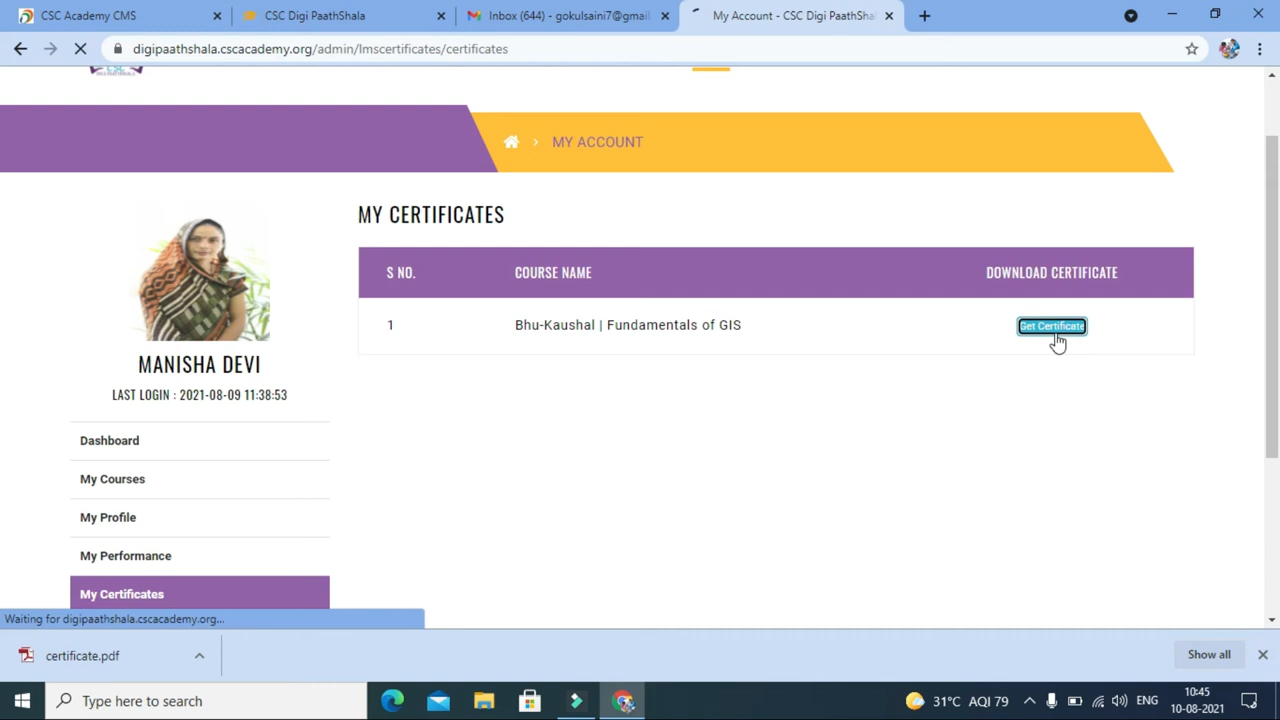 CSC Academy CMS
CSC Digi PaathShala
Inbox (644) - gokulsaini7@gmail
My Account - CSC Digi PaathSha
digipaathshala.cscacademy.org/admin/lmscertificates/certificates
CSC
MY ACCOUNT
MY CERTIFICATES
S NO. COURSE NAME DOWNLOAD CERTIFICATE
1 Bhu-Kaushal | Fundamentals of GIS Get Certificate
MANISHA DEVI
LAST LOGIN : 2021-08-09 11:38:53
Dashboard
My Courses
My Profile
My Performance
My Certificates
Waiting for digipaathshala.cscacademy.org...
certificate.pdf
Show all
Type here to search
31°C AQI 79
ENG
10:45
10-08-2021